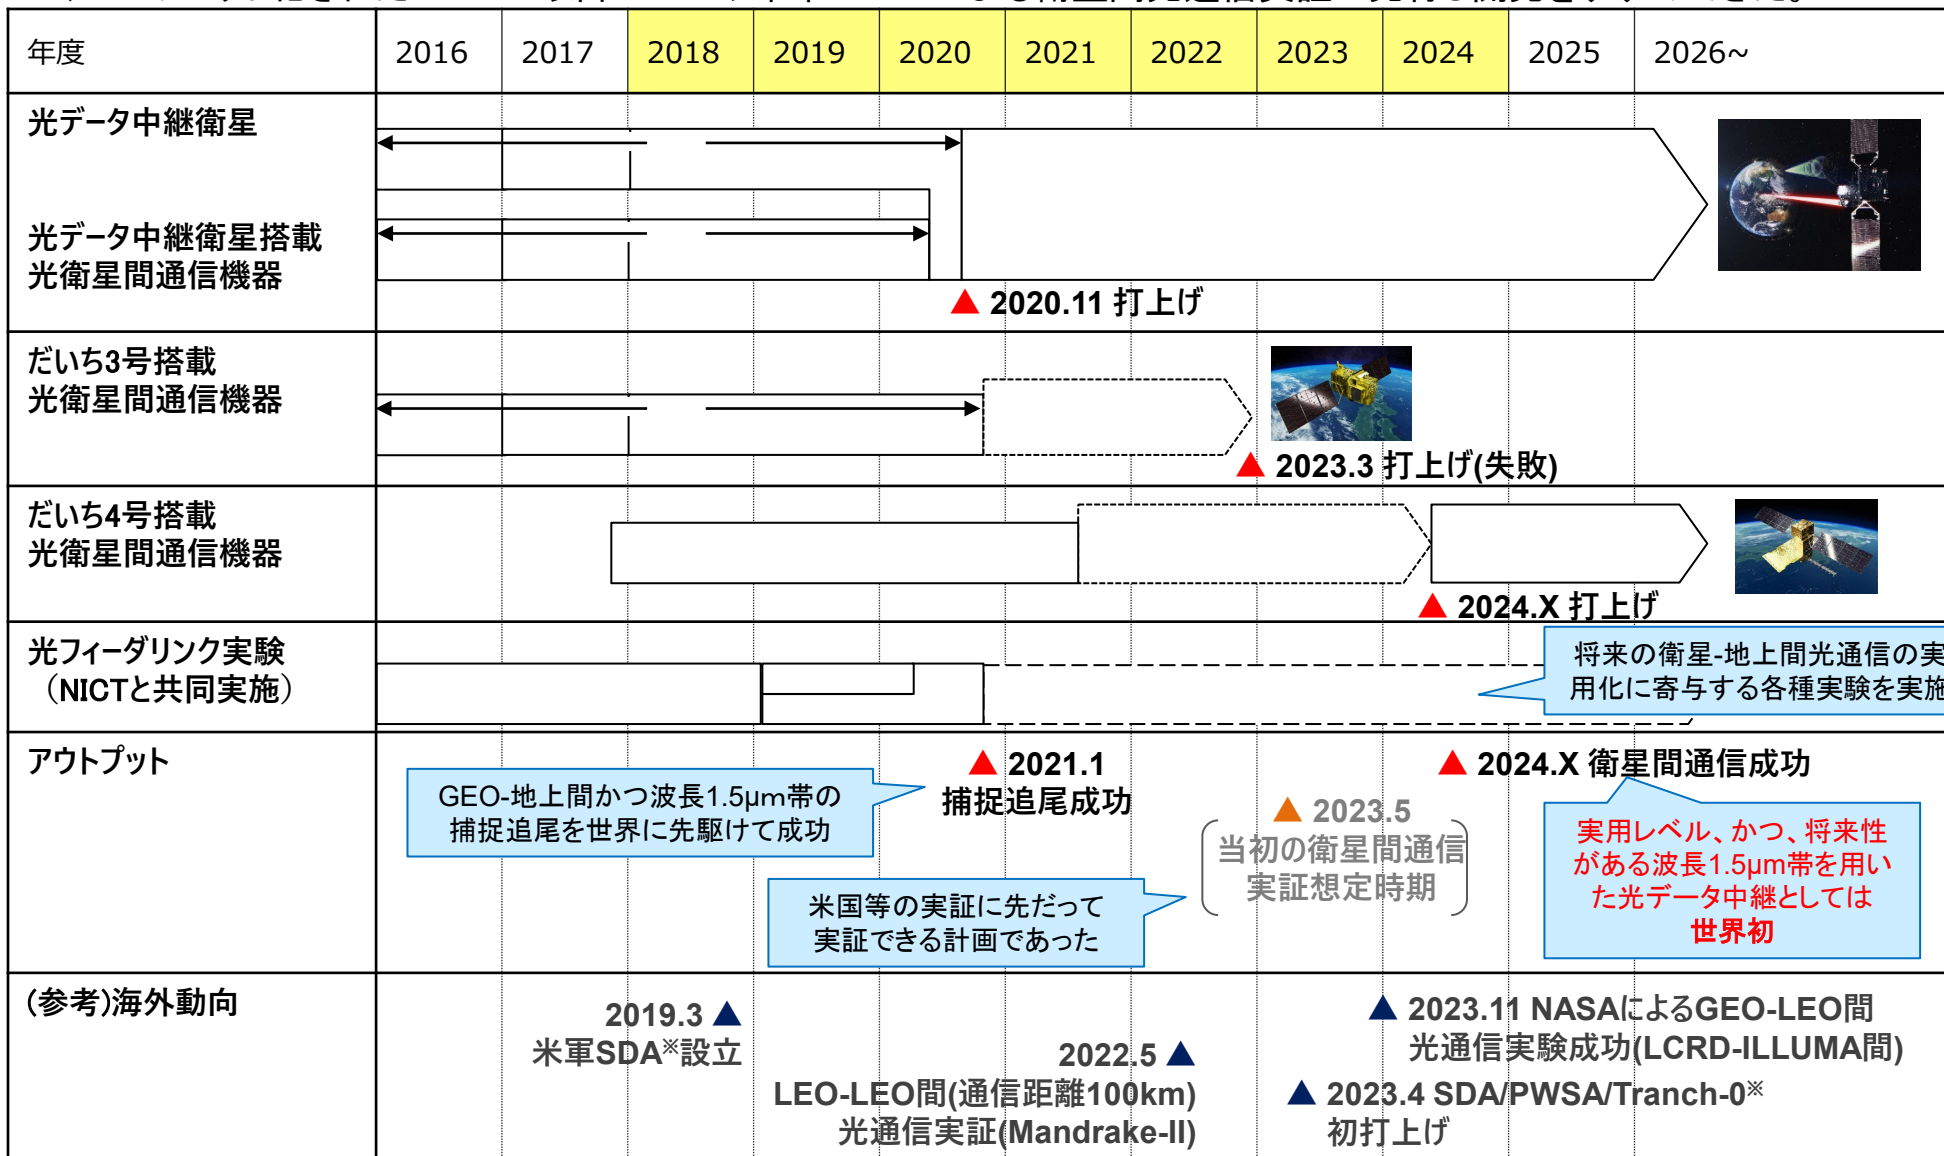 年度 2016 2017 2018 2019 2020 2021 2022 2023 2024 2025 2026~
光データ中継衛星
光データ中継衛星搭載
光衛星間通信機器
▲ 2020.11 打上げ
だいち3号搭載
光衛星間通信機器
▲ 2023.3 打上げ(失敗)
だいち4号搭載
光衛星間通信機器
▲ 2024.X 打上げ
光フィーダリンク実験
（NICTと共同実施）
将来の衛星-地上間光通信の実
用化に寄与する各種実験を実施
アウトプット
GEO-地上間かつ波長1.5μm帯の
捕捉追尾を世界に先駆けて成功
▲ 2021.1
捕捉追尾成功
米国等の実証に先だって
実証できる計画であった
▲ 2023.5
当初の衛星間通信
実証想定時期
▲ 2024.X 衛星間通信成功
実用レベル、かつ、将来性
がある波長1.5μm帯を用い
た光データ中継としては
世界初
(参考)海外動向
2019.3 ▲
米軍SDA※設立
2022.5 ▲
LEO-LEO間(通信距離100km)
光通信実証(Mandrake-II)
▲ 2023.11 NASAによるGEO-LEO間
光通信実験成功(LCRD-ILLUMA間)
▲ 2023.4 SDA/PWSA/Tranch-0※
初打上げ